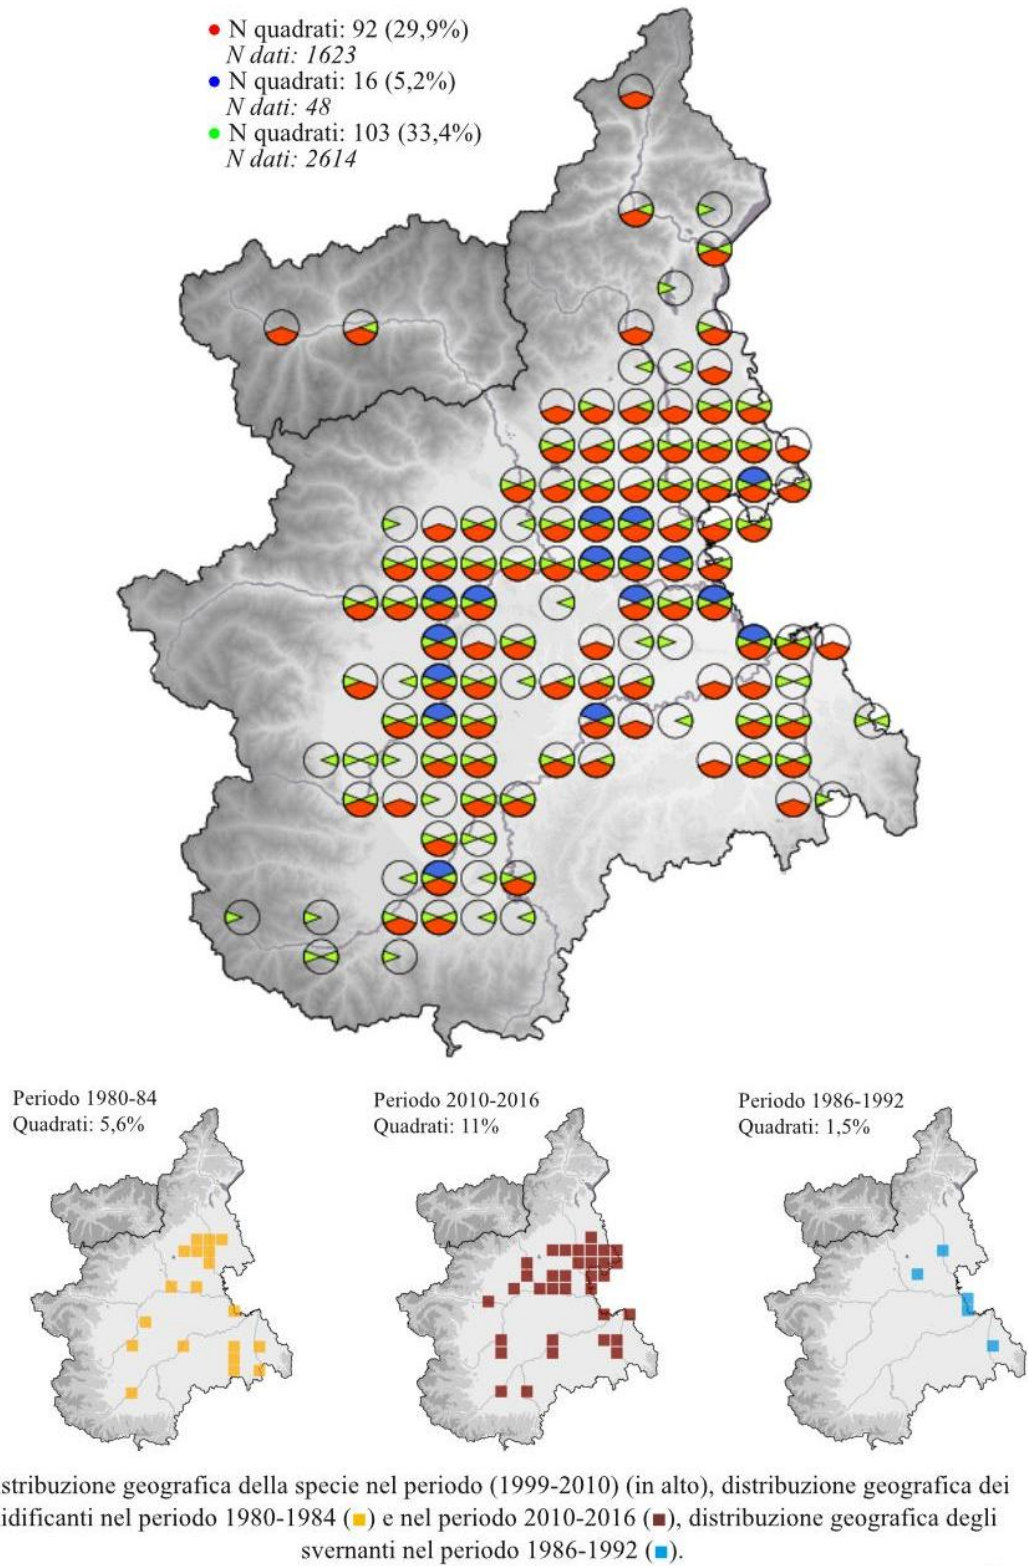 N quadrati: 92 (29,9%)
N dati: 1623
N quadrati: 16 (5,2%)
N dati: 48
N quadrati: 103 (33,4%)
N dati: 2614
Periodo 1980-84
Quadrati: 5,6%
Periodo 2010-2016
Quadrati: 11%
Periodo 1986-1992
Quadrati: 1,5%
stribuzione geografica della specie nel periodo (1999-2010) (in alto), distribuzione geografica dei
idificanti nel periodo 1980-1984 (■) e nel periodo 2010-2016 (■), distribuzione geografica degli
svernanti nel periodo 1986-1992 (■).